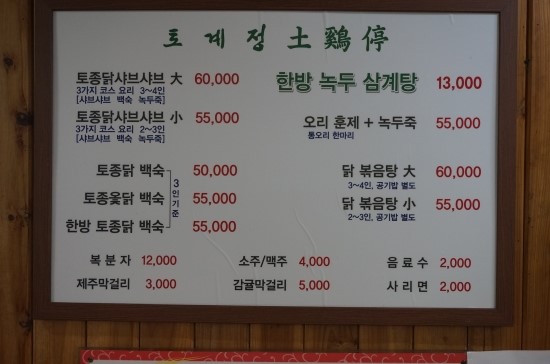 토계정 土鷄停
토종닭샤브샤브 大 60,000
3가지 코스 요리 3~4인
[샤브샤브 백숙 녹두죽]
토종닭샤브샤브 小 55,000
3가지 코스 요리 2~3인
[샤브샤브 백숙 녹두죽]
토종닭 백숙 50,000
토종옻닭 백숙 55,000
한방 토종닭 백숙 55,000
3인기준
한방 녹두 삼계탕 13,000
오리 훈제 + 녹두죽 55,000
통오리 한마리
닭 볶음탕 大 60,000
3~4인, 공기밥 별도
닭 볶음탕 小 55,000
2~3인, 공기밥 별도
복분자 12,000
소주/맥주 4,000
음료수 2,000
제주막걸리 3,000
감귤막걸리 5,000
사리면 2,000